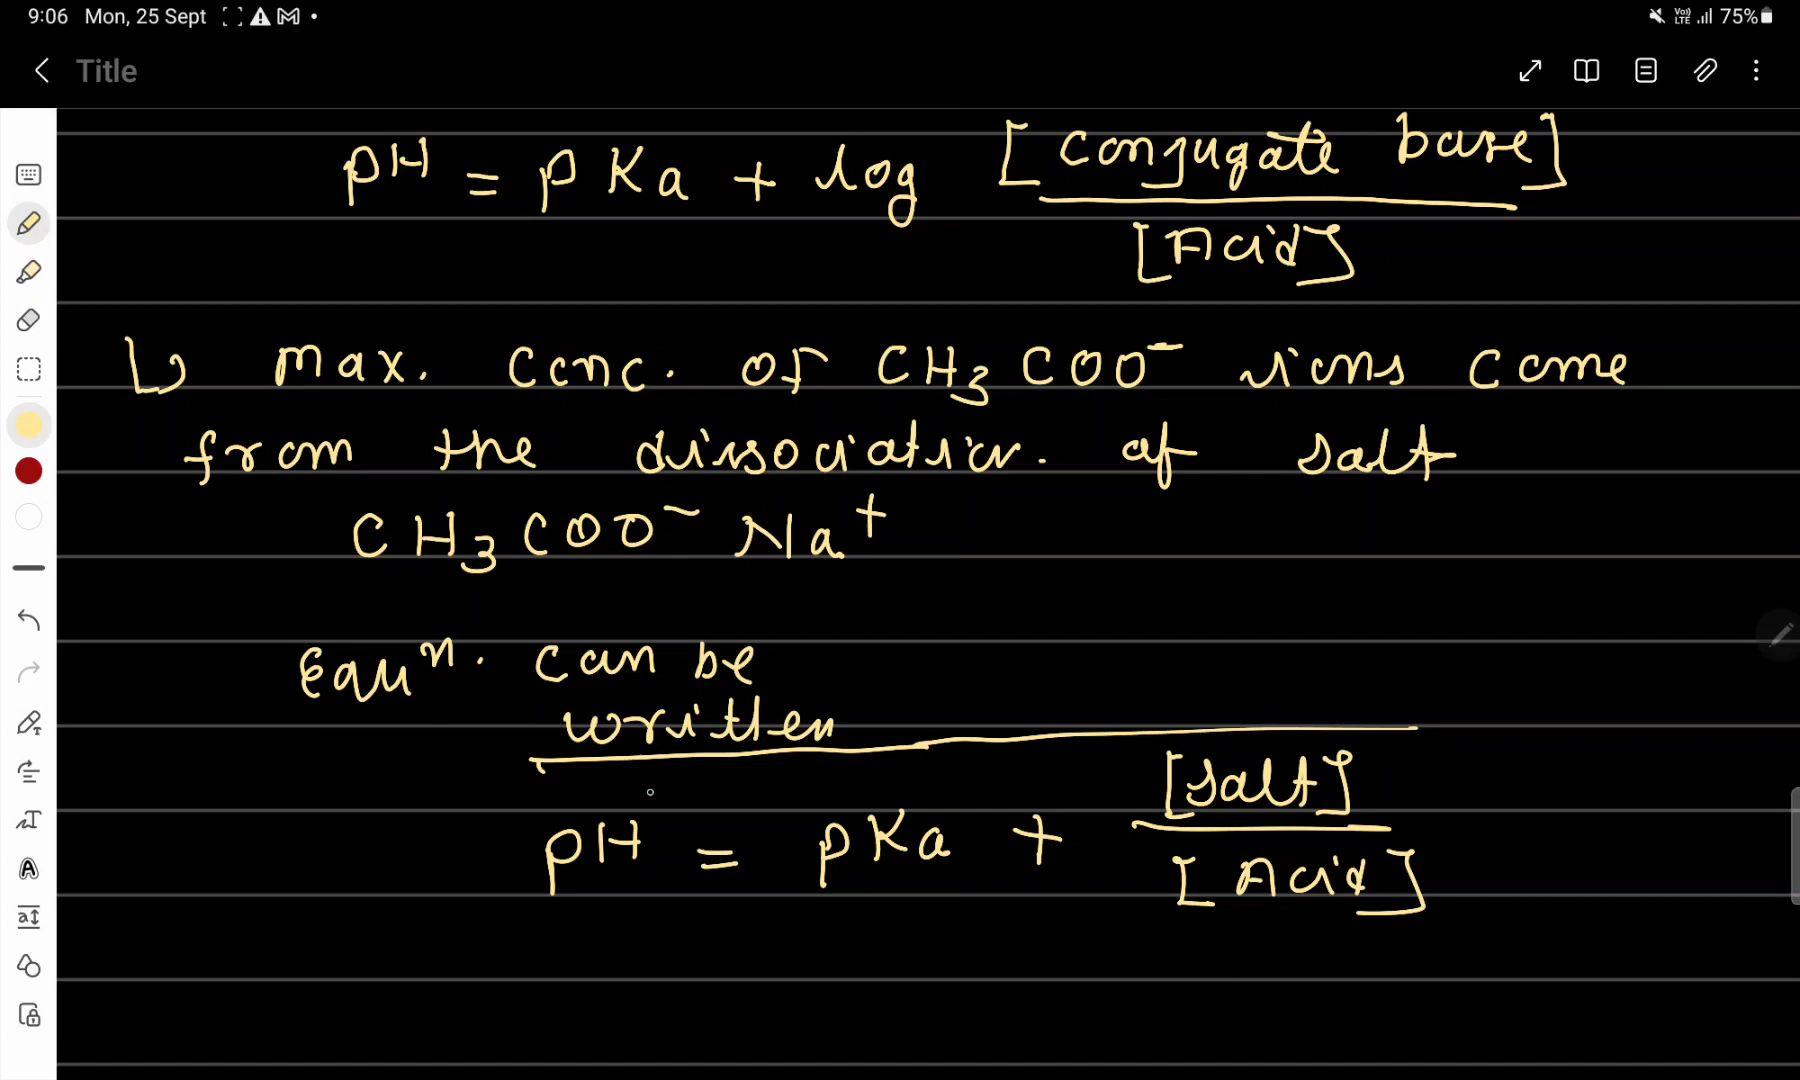 9:06 Mon, 25 Sept
75%
Title
pH = pKa + log [Conjugate base]
[Acid]
max. Conc. of CH3COO⁻ ions come
from the dissociation. of salt
CH3COO⁻ Na⁺
Equⁿ. can be
written
pH = pKa + [Salt]
[Acid]